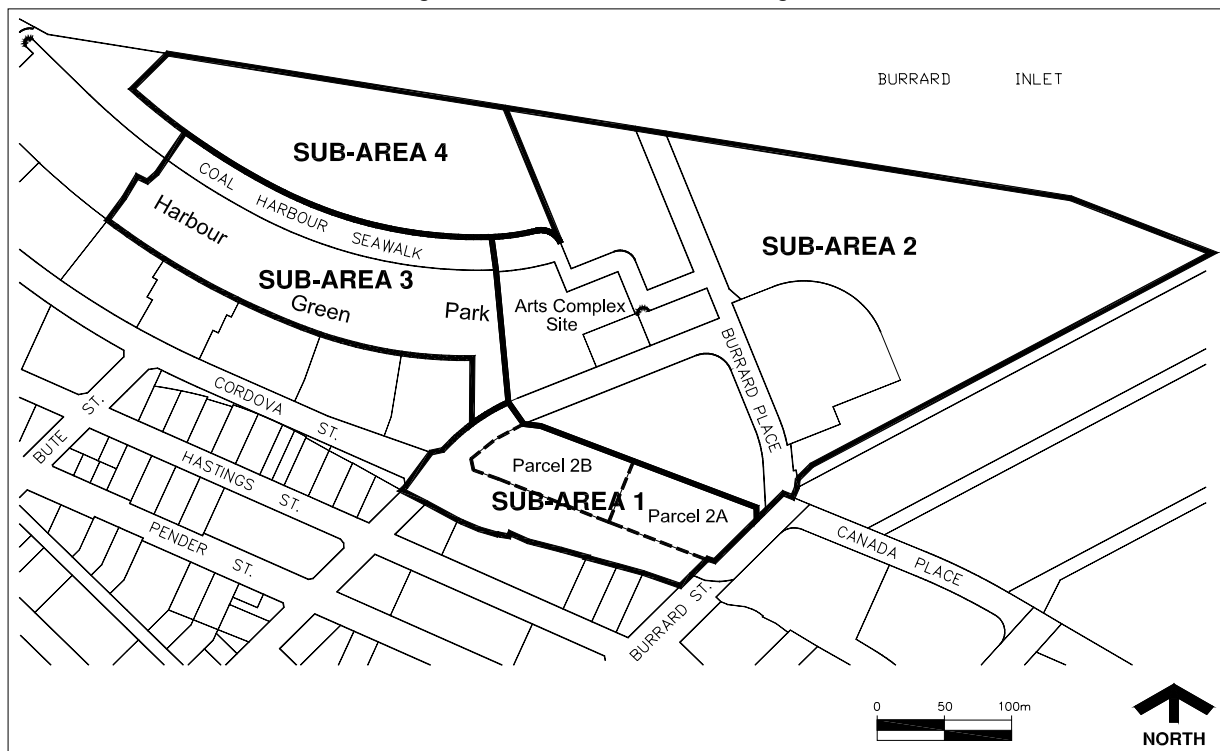 BURRARD INLET
SUB-AREA 4
COAL HARBOUR SEAWALK
Harbour
SUB-AREA 2
SUB-AREA 3
Green
Park
Arts Complex
Site
BURRARD PLACE
CORDOVA
ST.
BUTE ST.
HASTINGS ST.
PENDER
ST.
Parcel 2B
SUB-AREA 1
Parcel 2A
CANADA PLACE
BURRARD ST.
0 50 100m
NORTH